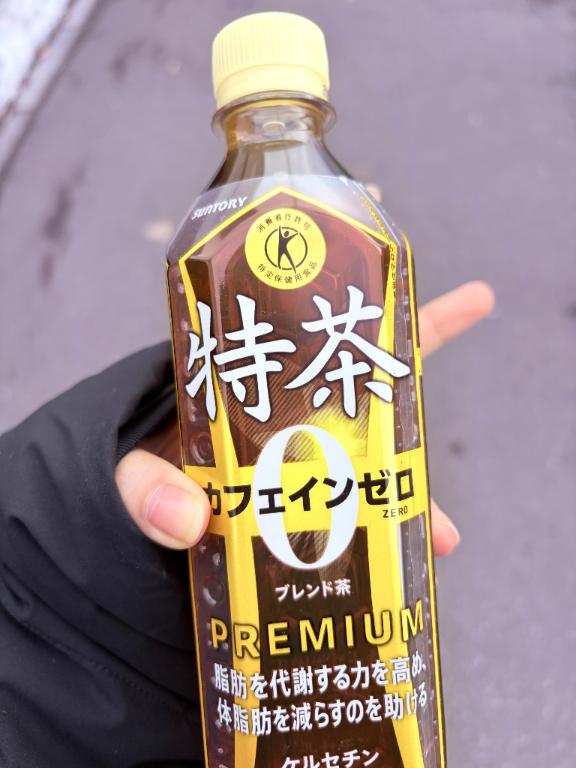 SUNTORY
消費者庁許可
特定保健用食品
特茶
0
カフェインゼロ
ZERO
ブレンド茶
PREMIUM
脂肪を代謝する力を高め、
体脂肪を減らすのを助ける
ケルセチン